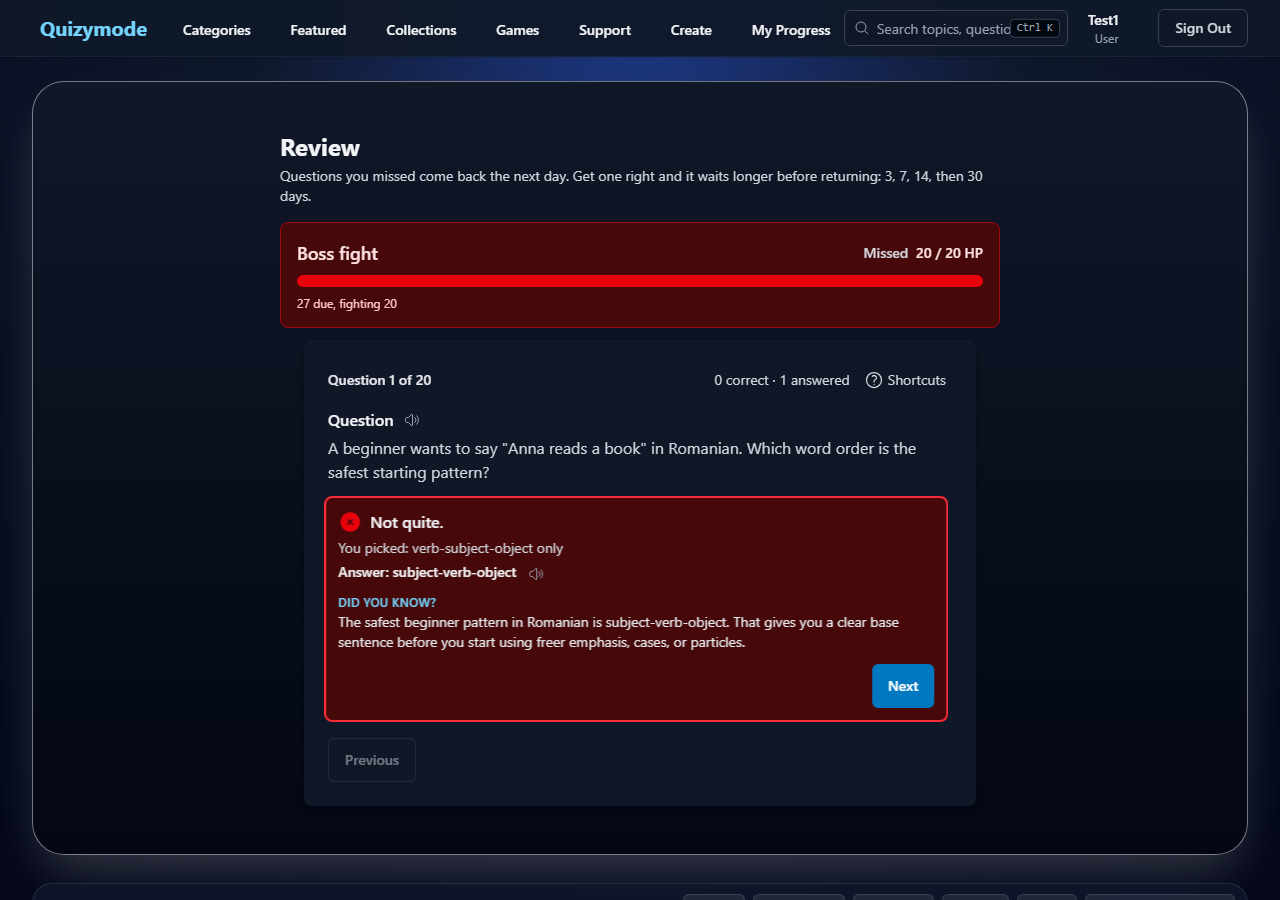 Quizymode
Categories
Featured
Collections
Games
Support
Create
My Progress
Search topics, questio
Ctrl K
Test1
User
Sign Out
Review
Questions you missed come back the next day. Get one right and it waits longer before returning: 3, 7, 14, then 30
days.
Boss fight
Missed 20 / 20 HP
27 due, fighting 20
Question 1 of 20
0 correct · 1 answered
Shortcuts
Question
A beginner wants to say "Anna reads a book" in Romanian. Which word order is the
safest starting pattern?
Not quite.
You picked: verb-subject-object only
Answer: subject-verb-object
DID YOU KNOW?
The safest beginner pattern in Romanian is subject-verb-object. That gives you a clear base
sentence before you start using freer emphasis, cases, or particles.
Next
Previous